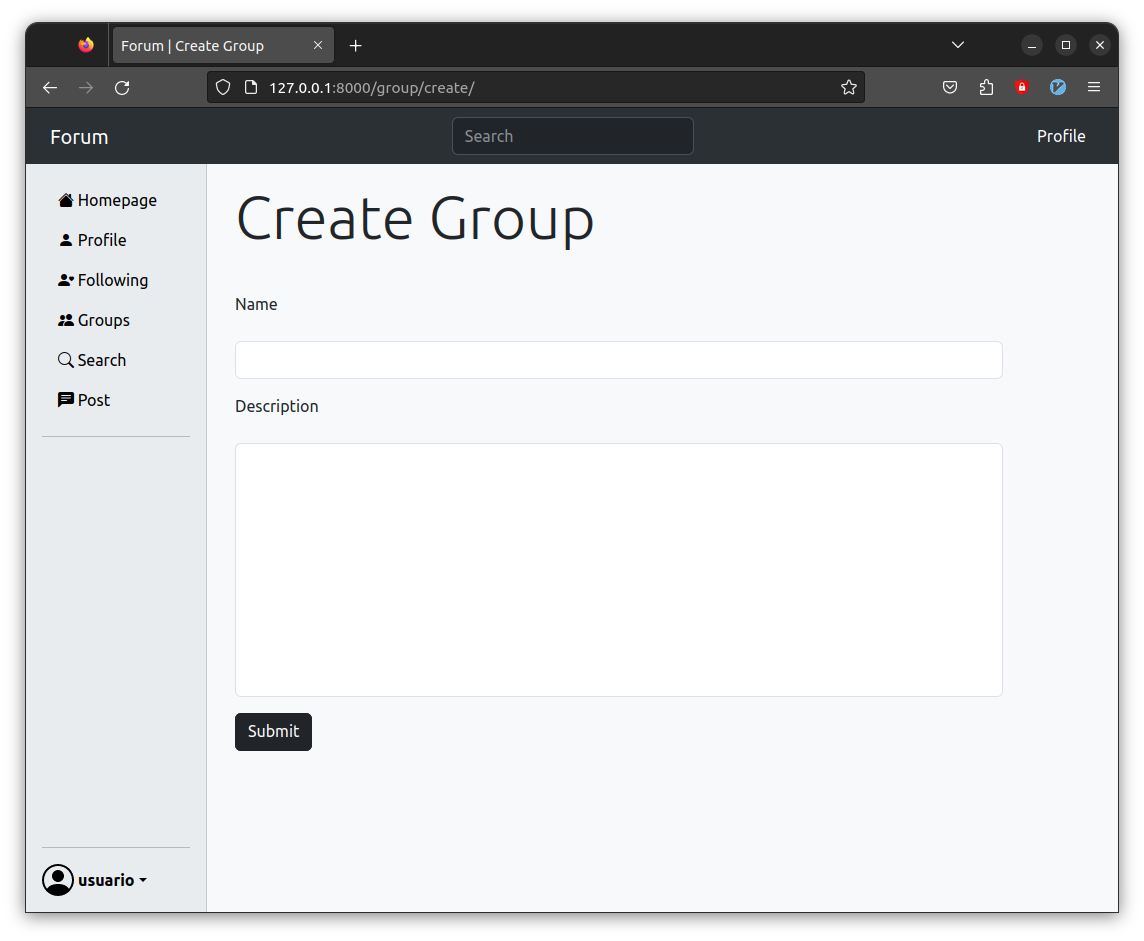 Forum | Create Group
127.0.0.1:8000/group/create/
Forum
Search
Profile
Homepage
Profile
Following
Groups
Search
Post
usuario
Create Group
Name
Description
Submit